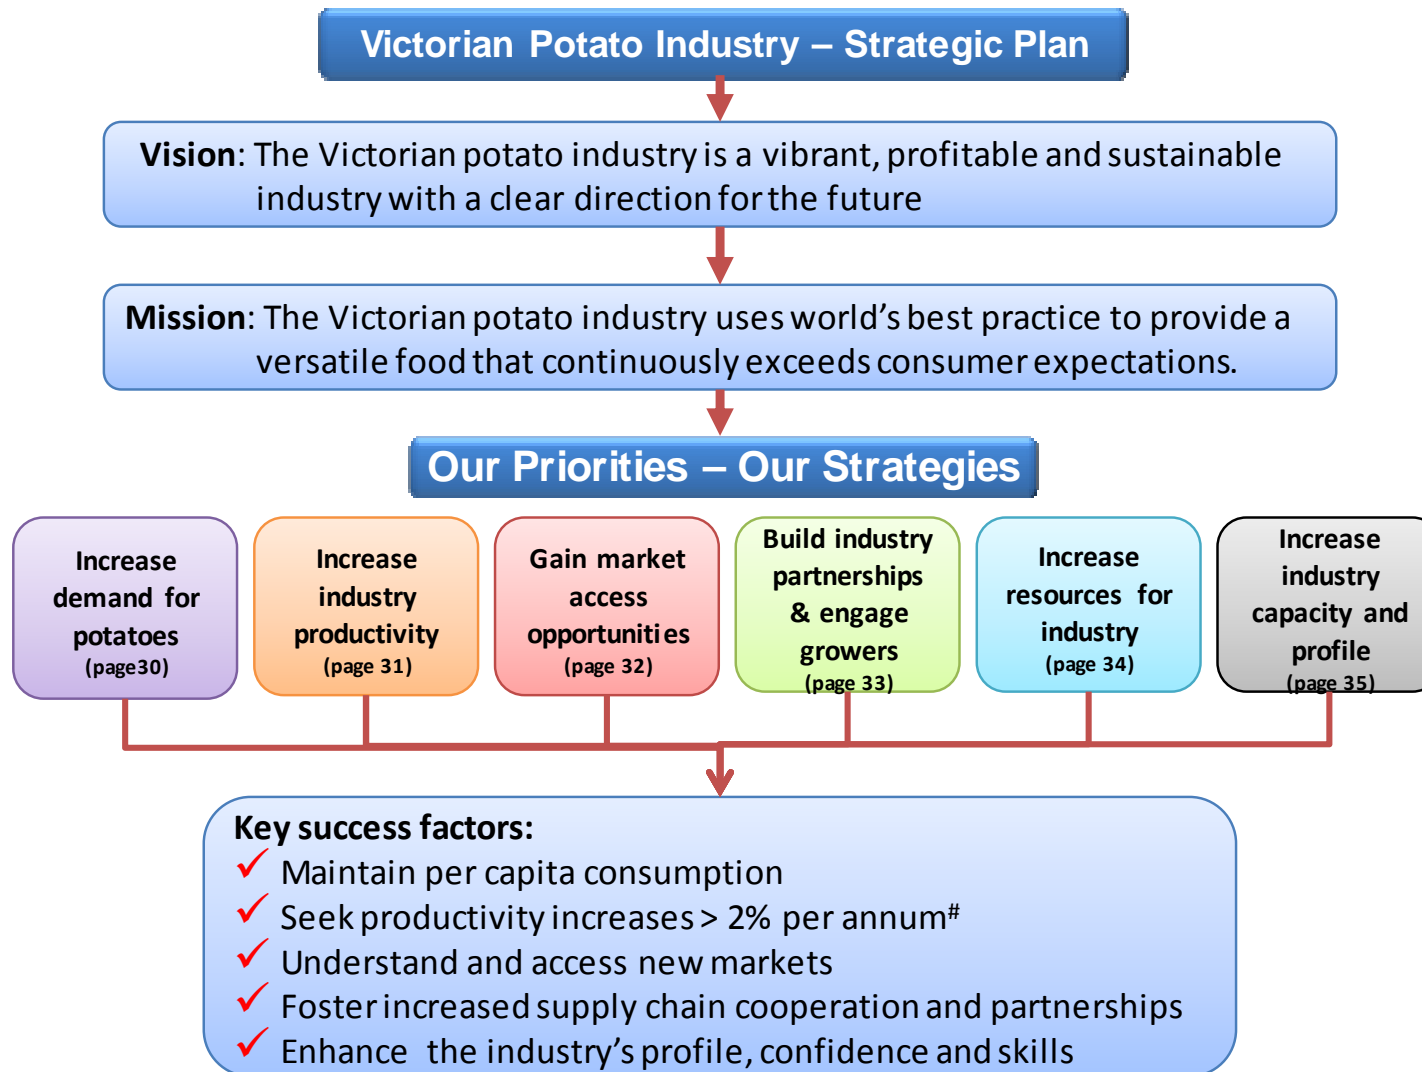 Victorian Potato Industry – Strategic Plan
Vision: The Victorian potato industry is a vibrant, profitable and sustainable
industry with a clear direction for the future
Mission: The Victorian potato industry uses world's best practice to provide a
versatile food that continuously exceeds consumer expectations.
Our Priorities – Our Strategies
Increase
demand for
potatoes
(page30)
Increase
industry
productivity
(page 31)
Gain market
access
opportunities
(page 32)
Build industry
partnerships
& engage
growers
(page 33)
Increase
resources for
industry
(page 34)
Increase
industry
capacity and
profile
(page 35)
Key success factors:
✓ Maintain per capita consumption
✓ Seek productivity increases > 2% per annum#
✓ Understand and access new markets
✓ Foster increased supply chain cooperation and partnerships
✓ Enhance the industry's profile, confidence and skills